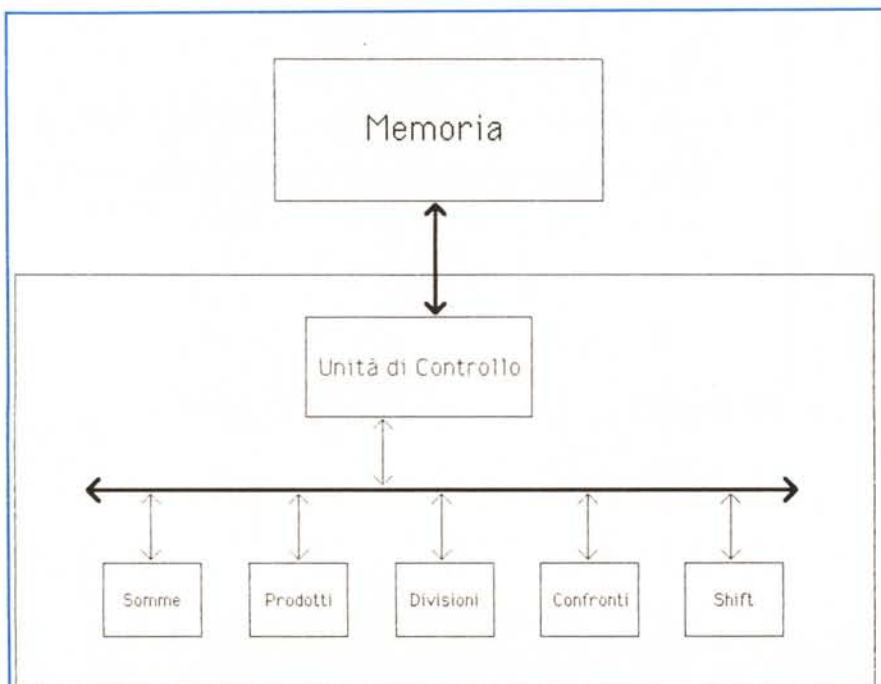 Memoria
Unità di Controllo
Somme
Prodotti
Divisioni
Confronti
Shift